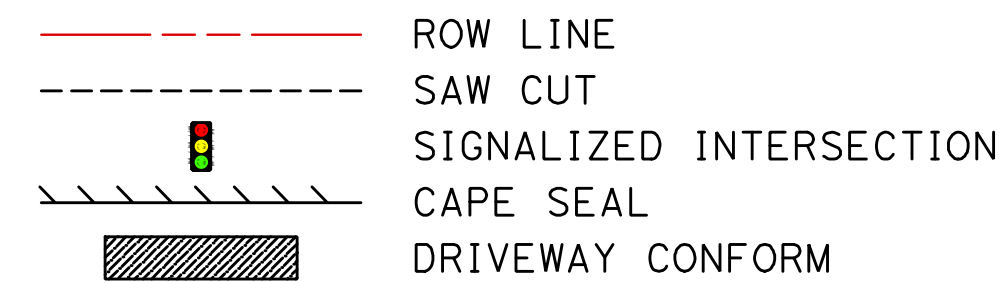 ROW LINE
SAW CUT
SIGNALIZED INTERSECTION
CAPE SEAL
DRIVEWAY CONFORM